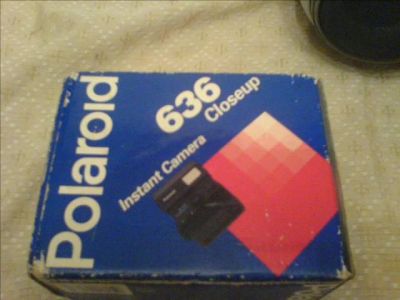 Polaroid
636
Closeup
Instant Camera